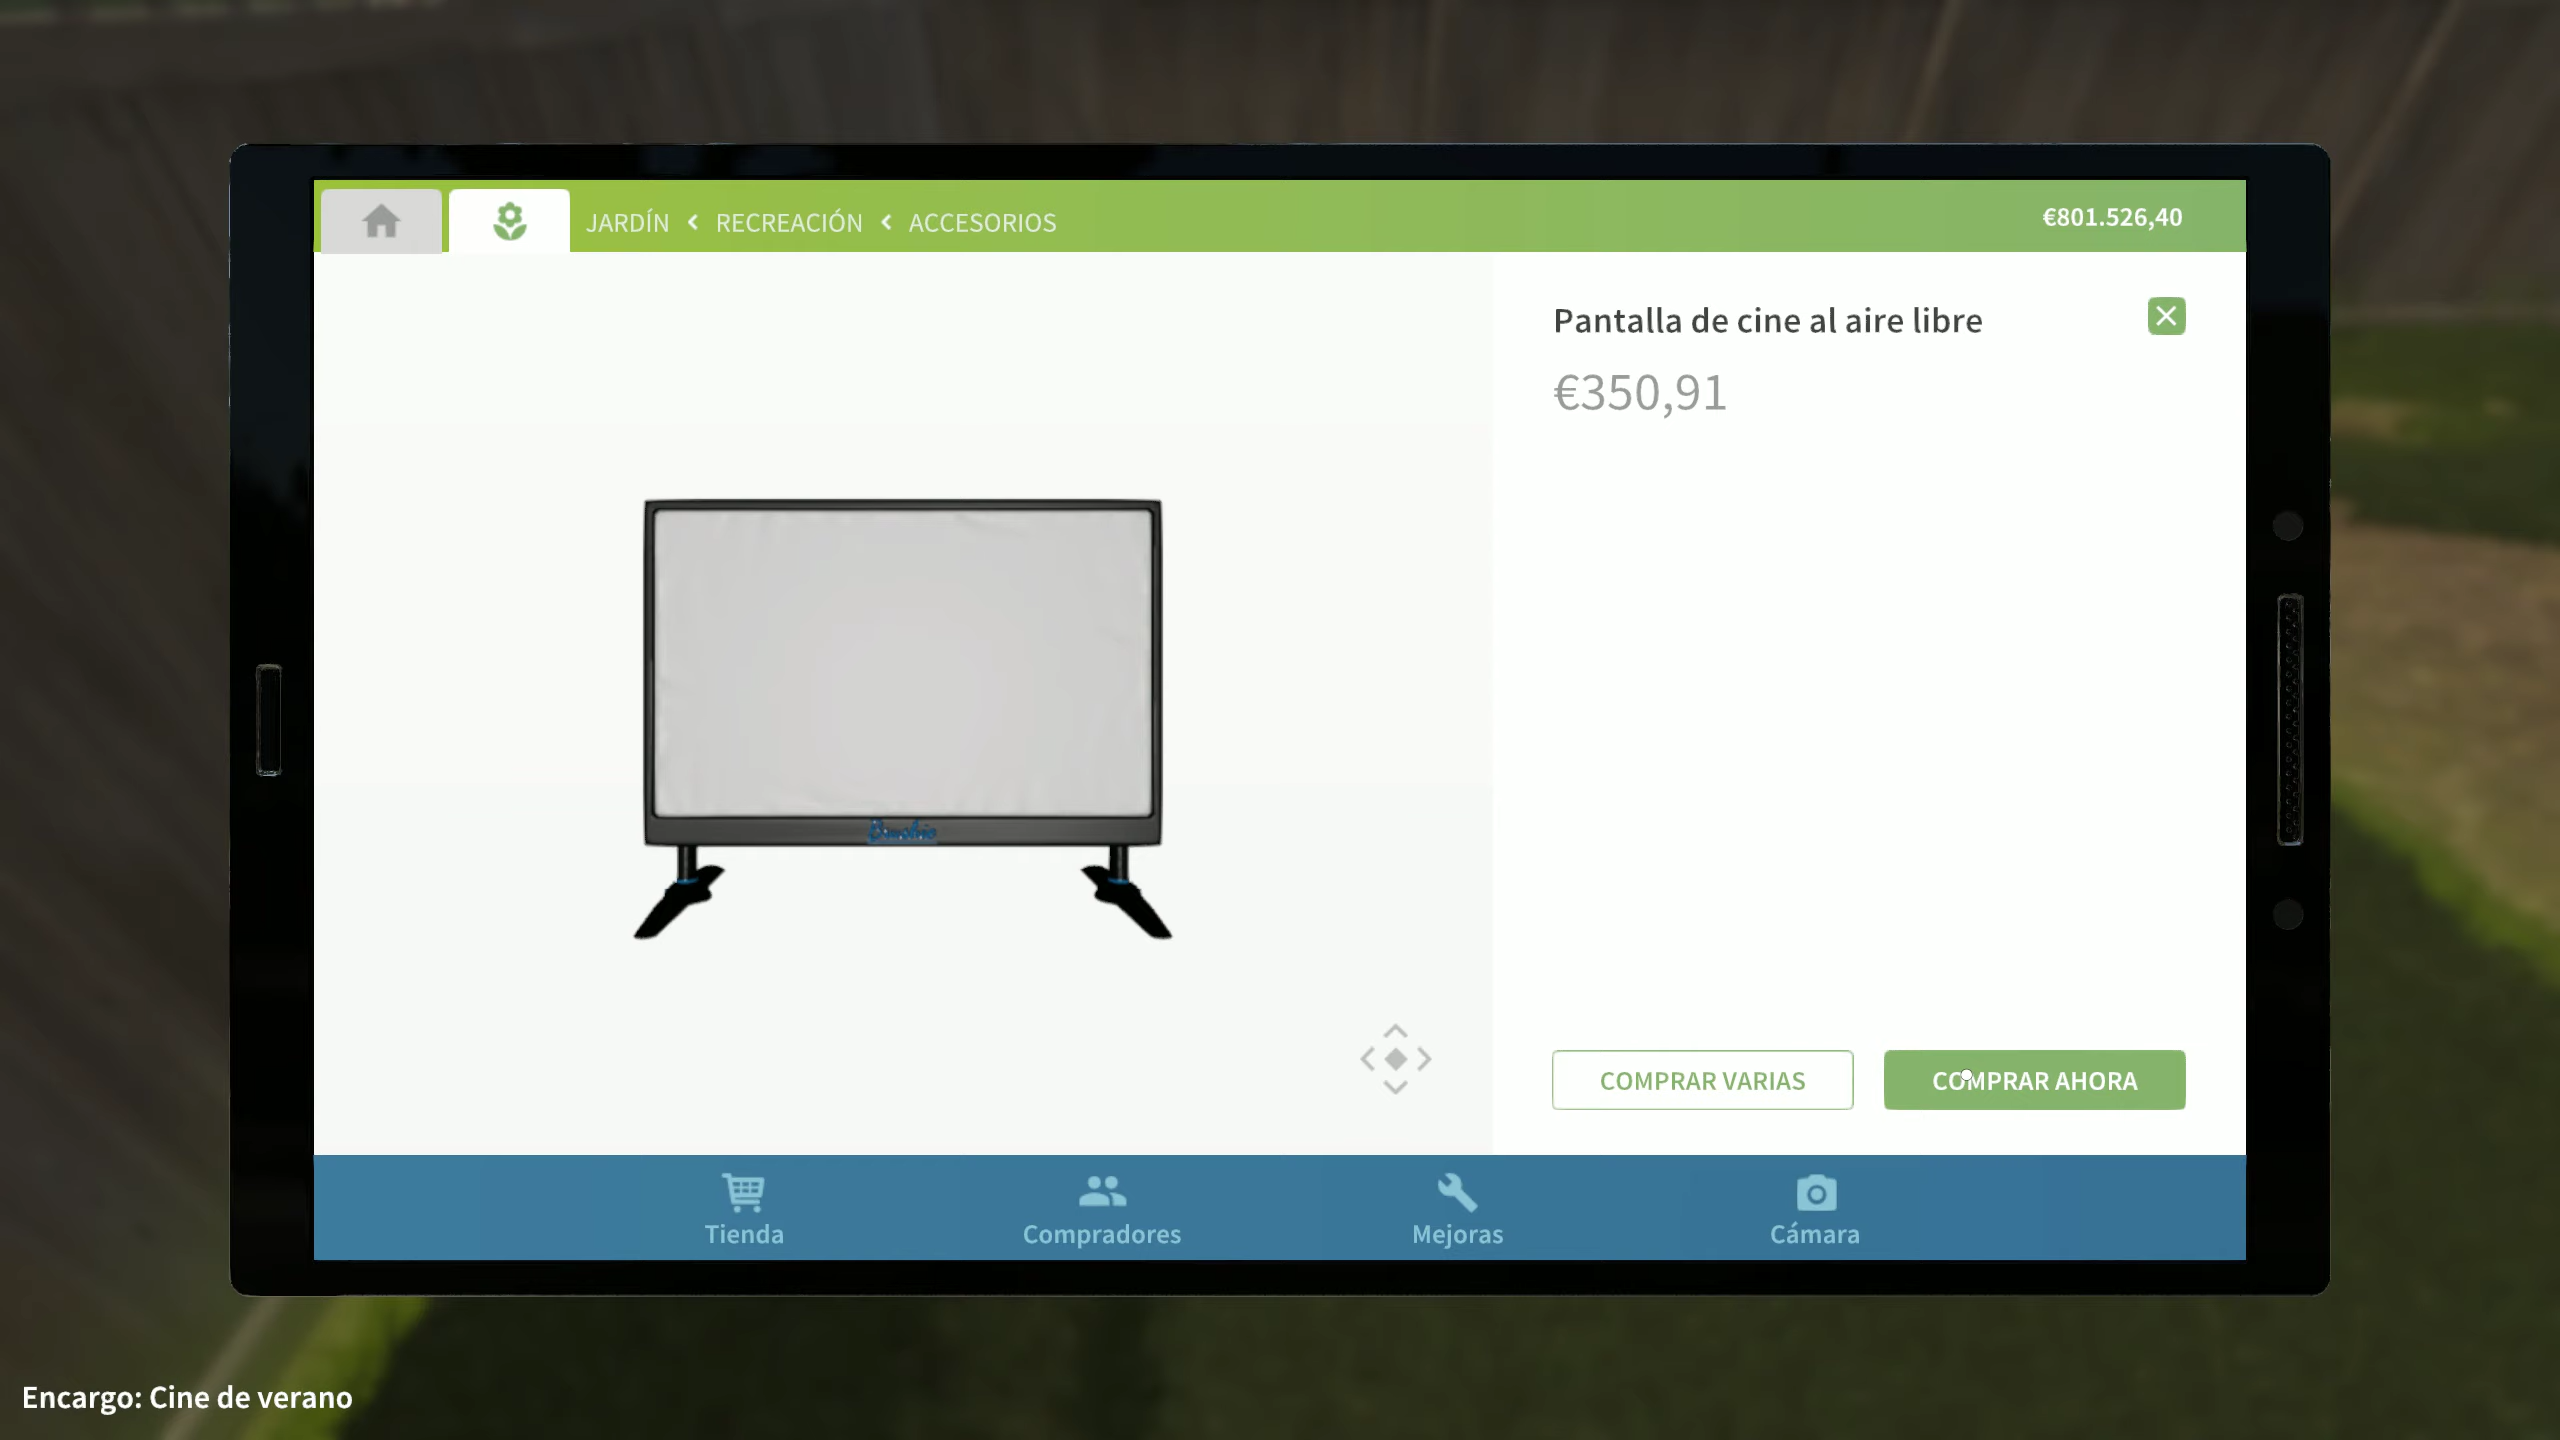 JARDÍN < RECREACIÓN < ACCESORIOS
€801.526,40
Pantalla de cine al aire libre
€350,91
COMPRAR VARIAS
COMPRAR AHORA
Tienda
Compradores
Mejoras
Cámara
Encargo: Cine de verano